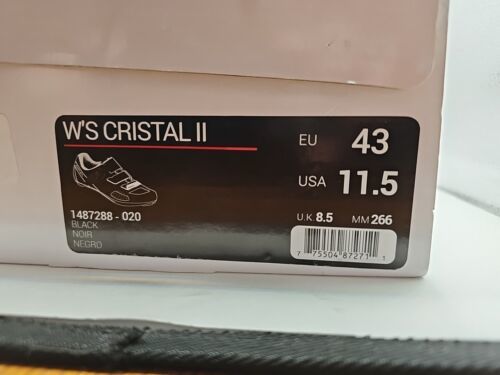 W'S CRISTAL II
1487288 - 020
BLACK
NOIR
NEGRO
EU 43
USA 11.5
U.K 8.5 MM 266
7 75504 87271 1